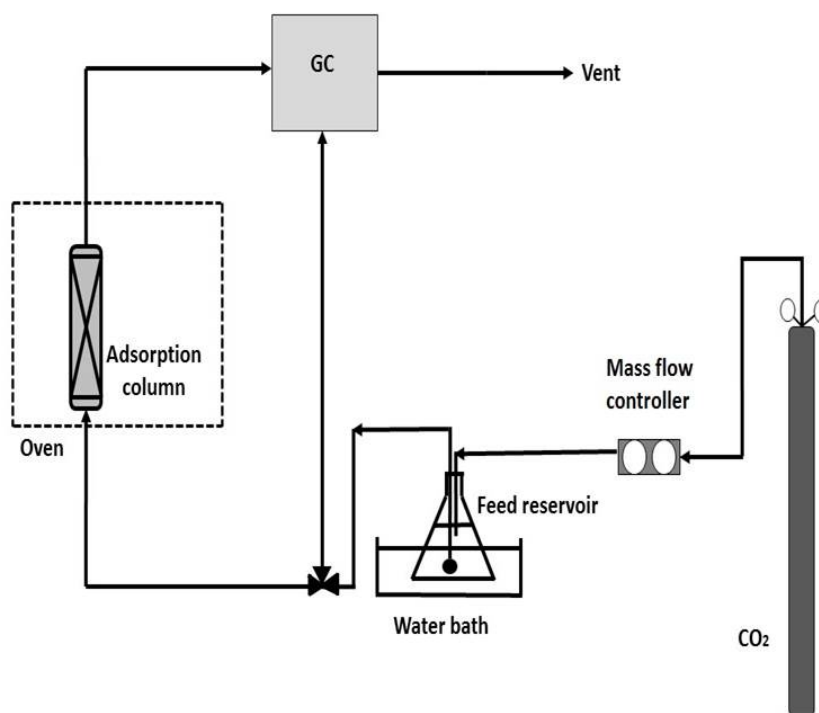 GC
Vent
Adsorption
column
Mass flow
controller
Oven
Feed reservoir
Water bath
CO₂